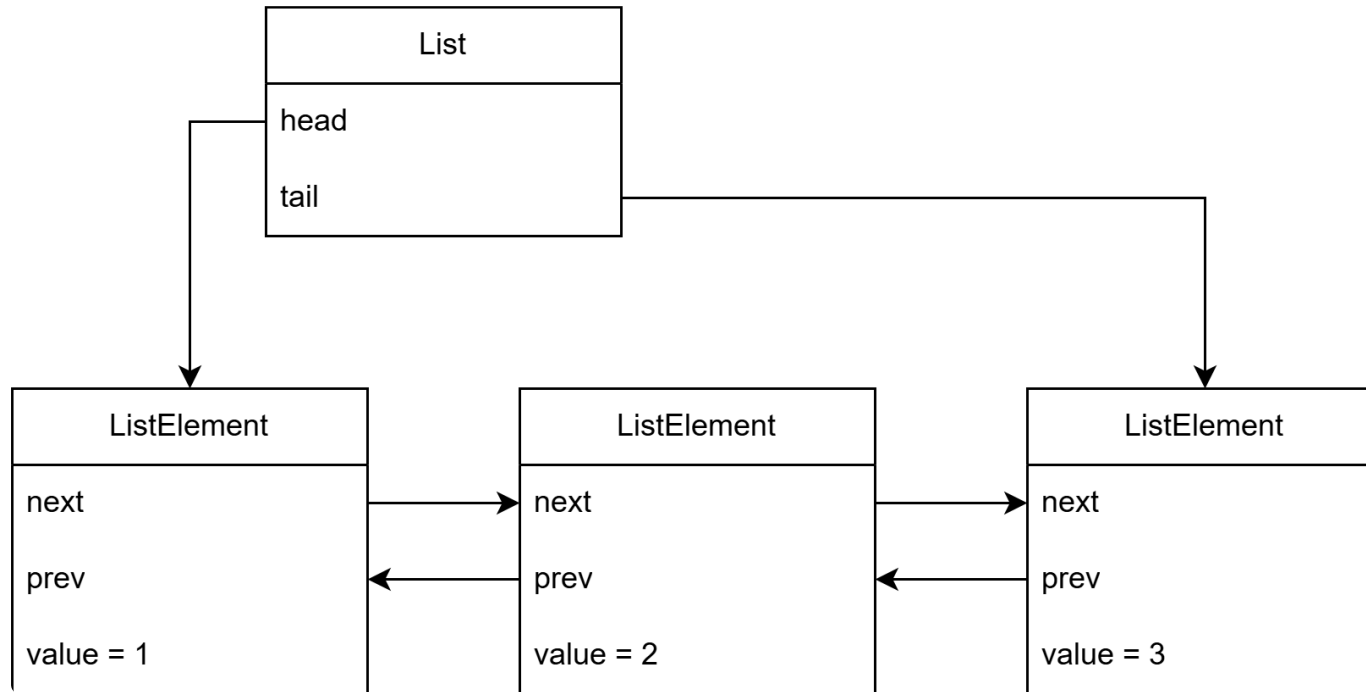 List
head
tail
ListElement
next
prev
value = 1
ListElement
next
prev
value = 2
ListElement
next
prev
value = 3